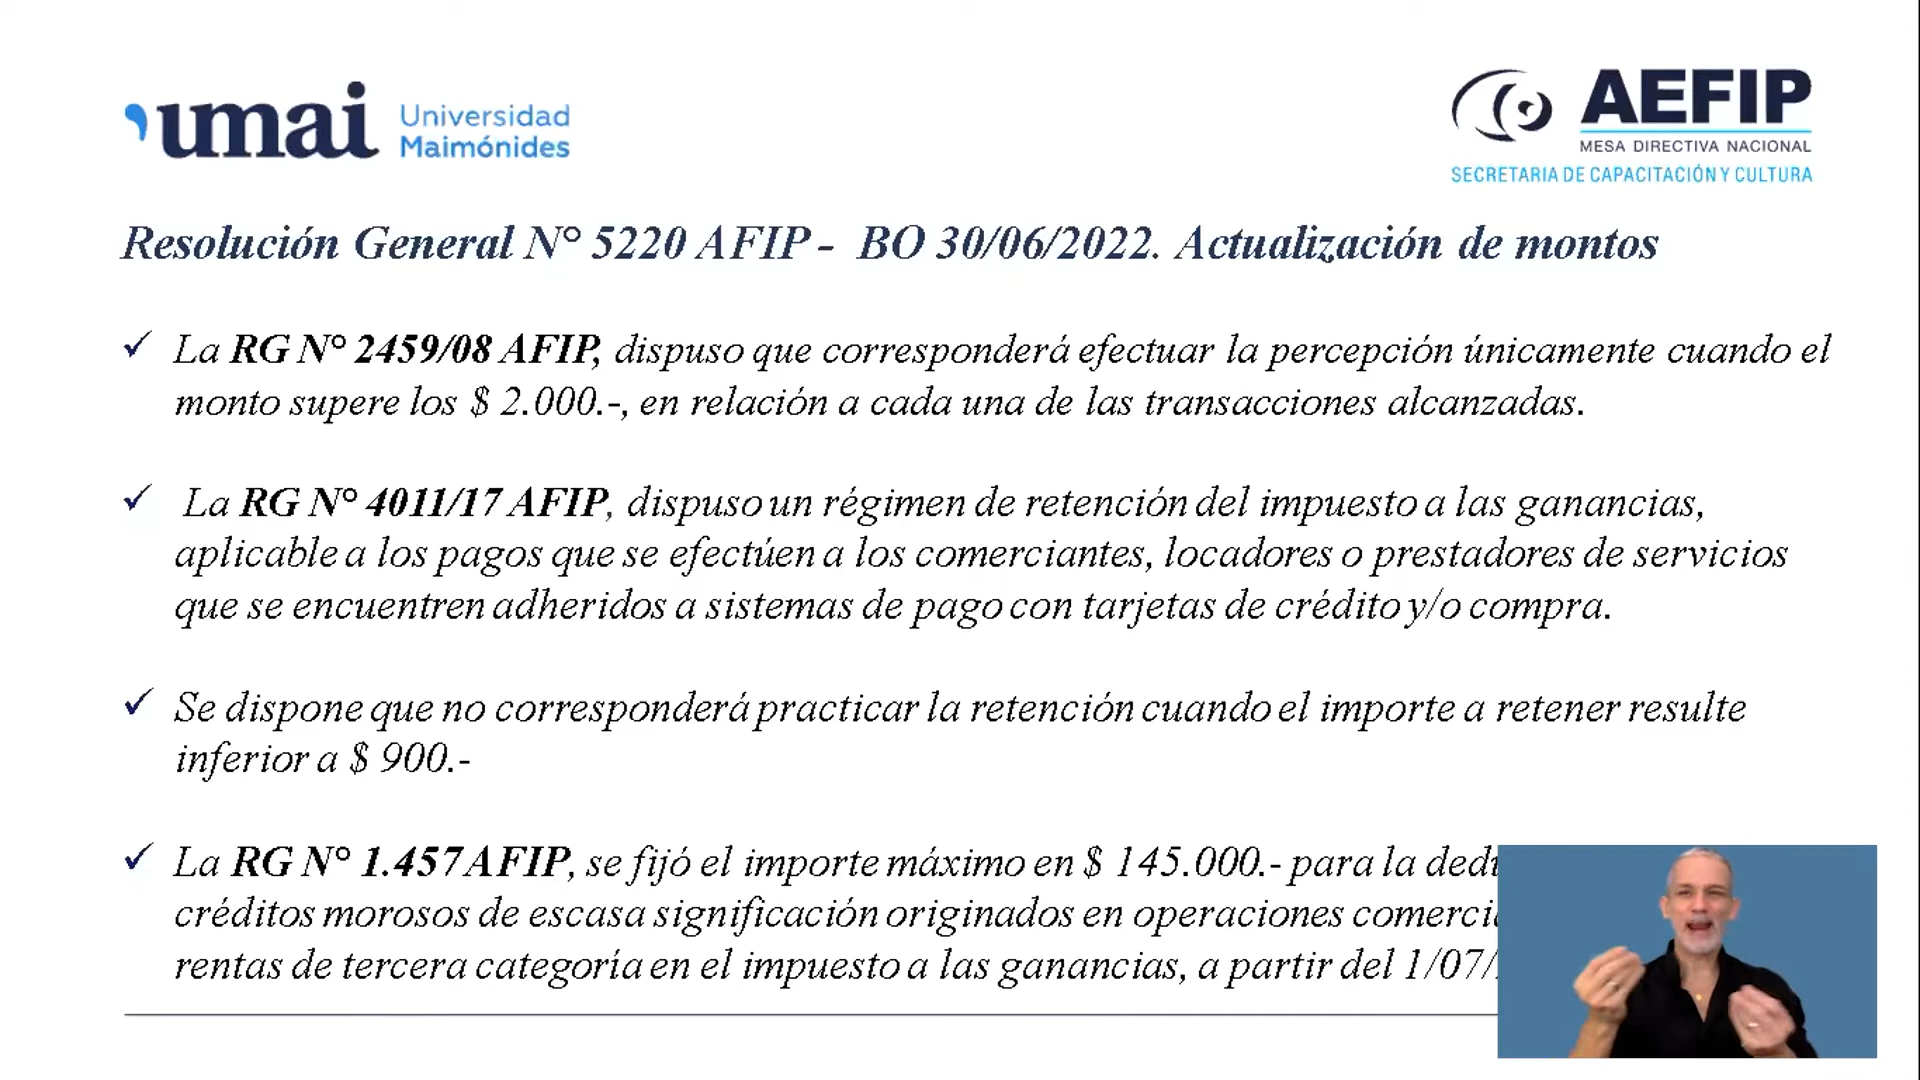 umai Universidad
Maimónides
AEFIP
MESA DIRECTIVA NACIONAL
SECRETARIA DE CAPACITACIÓN Y CULTURA
Resolución General N° 5220 AFIP - BO 30/06/2022. Actualización de montos
✓ La RG N° 2459/08 AFIP, dispuso que corresponderá efectuar la percepción únicamente cuando el
monto supere los $ 2.000.-, en relación a cada una de las transacciones alcanzadas.
✓ La RG N° 4011/17 AFIP, dispuso un régimen de retención del impuesto a las ganancias,
aplicable a los pagos que se efectúen a los comerciantes, locadores o prestadores de servicios
que se encuentren adheridos a sistemas de pago con tarjetas de crédito y/o compra.
✓ Se dispone que no corresponderá practicar la retención cuando el importe a retener resulte
inferior a $ 900.-
✓ La RG N° 1.457 AFIP, se fijó el importe máximo en $ 145.000.- para la
créditos morosos de escasa significación originados en operaciones
rentas de tercera categoría en el impuesto a las ganancias, a partir del 1/07/